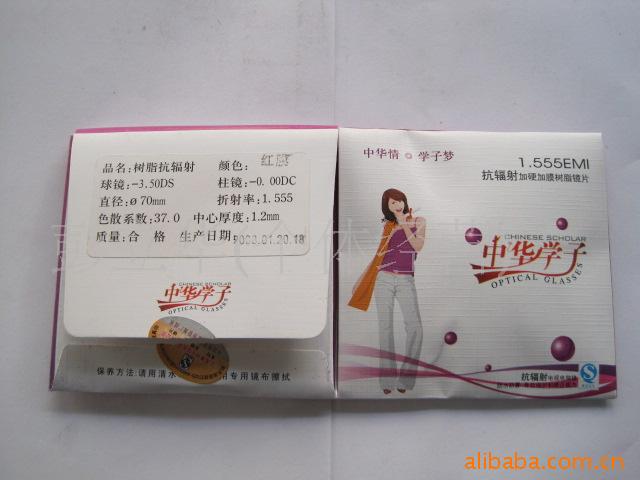 品名:树脂抗辐射 颜色: 红膜
球镜:-3.50DS 柱镜:-0.00DC
直径:ø70mm 折射率:1.555
色散系数:37.0 中心厚度:1.2mm
质量:合 格 生产日期:
CHINESE SCHOLAR
中华学子
OPTICAL GLASSES
保养方法:请用清水
用专用镜布擦拭
中华情 学子梦
1.555EMI
抗辐射加硬加膜树脂镜片
CHINESE SCHOLAR
中华学子
OPTICAL GLASSES
抗辐射
alibaba.com.cn